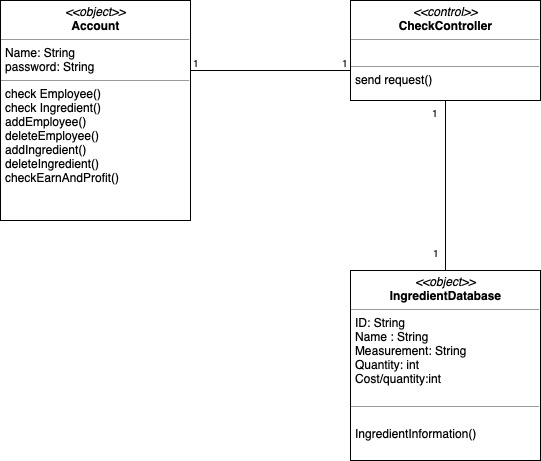 <<object>>
Account
Name: String
password: String
check Employee()
check Ingredient()
addEmployee()
deleteEmployee()
addIngredient()
deleteIngredient()
checkEarnAndProfit()
1
1
<<control>>
CheckController
send request()
1
1
<<object>>
IngredientDatabase
ID: String
Name : String
Measurement: String
Quantity: int
Cost/quantity:int
IngredientInformation()